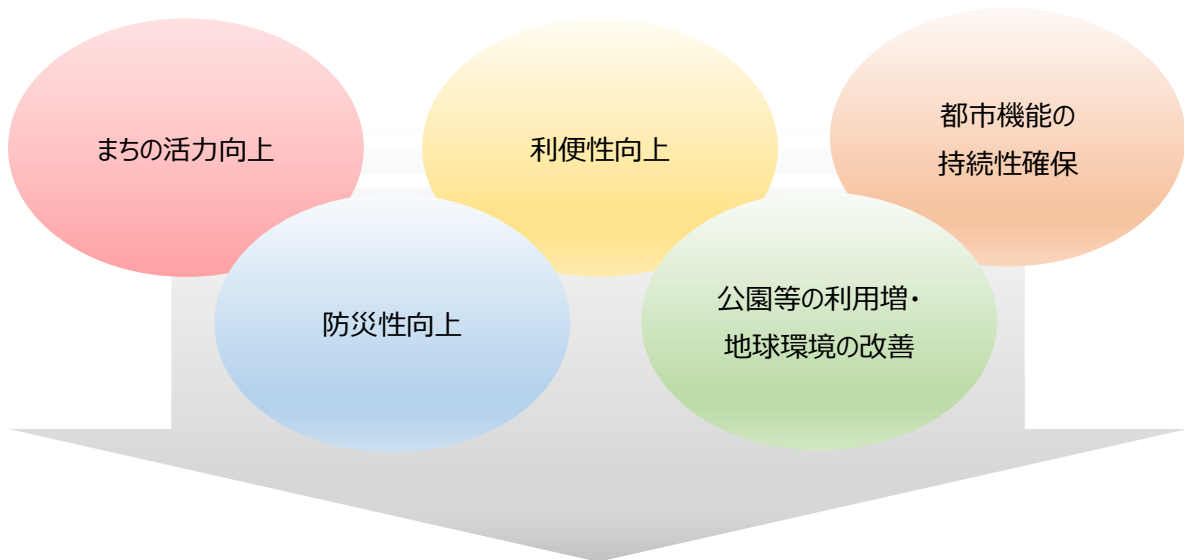 まちの活力向上
利便性向上
都市機能の
持続性確保
防災性向上
公園等の利用増・
地球環境の改善